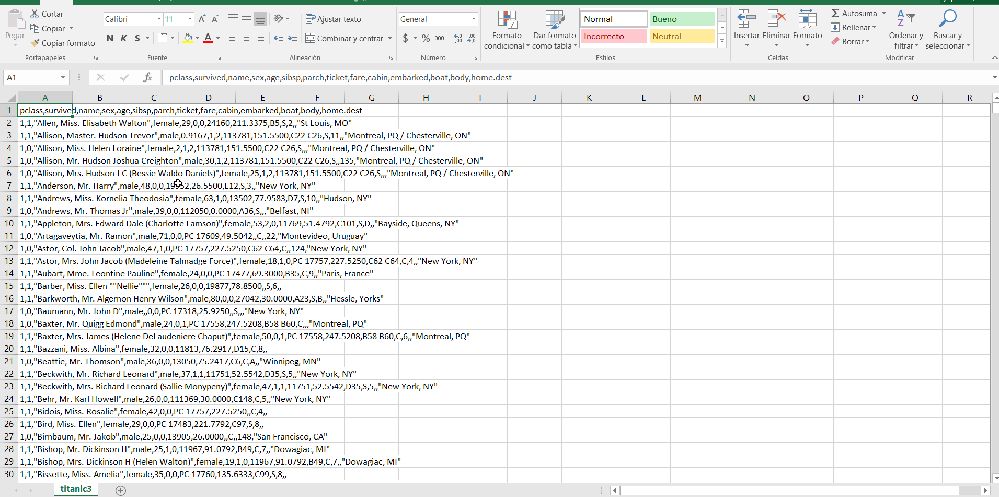 Cortar
Copiar
Copiar formato
Pegar
Portapapeles
Calibri 11 A A
N K S A
Fuente
Ajustar texto
Combinar y centrar
Alineación
General
$ % 000
Número
Formato condicional
Dar formato como tabla
Normal Bueno
Incorrecto Neutral
Estilos
Insertar Eliminar Formato
Celdas
Autosuma
Rellenar
Borrar
Ordenar y filtrar
Buscar y seleccionar
Modificar
A1 fx pclass,survived,name,sex,age,sibsp,parch,ticket,fare,cabin,embarked,boat,body,home.dest
A B C D E F G H I J K L M N O P Q R
1 pclass,survived,name,sex,age,sibsp,parch,ticket,fare,cabin,embarked,boat,body,home.dest
2 1,1,"Allen, Miss. Elisabeth Walton",female,29,0,0,24160,211.3375,B5,S,2,,"St Louis, MO"
3 1,1,"Allison, Master. Hudson Trevor",male,0.9167,1,2,113781,151.5500,C22 C26,S,11,,"Montreal, PQ / Chesterville, ON"
4 1,0,"Allison, Miss. Helen Loraine",female,2,1,2,113781,151.5500,C22 C26,S,,,"Montreal, PQ / Chesterville, ON"
5 1,0,"Allison, Mr. Hudson Joshua Creighton",male,30,1,2,113781,151.5500,C22 C26,S,,135,"Montreal, PQ / Chesterville, ON"
6 1,0,"Allison, Mrs. Hudson J C (Bessie Waldo Daniels)",female,25,1,2,113781,151.5500,C22 C26,S,,,"Montreal, PQ / Chesterville, ON"
7 1,1,"Anderson, Mr. Harry",male,48,0,0,19952,26.5500,E12,S,3,,"New York, NY"
8 1,1,"Andrews, Miss. Kornelia Theodosia",female,63,1,0,13502,77.9583,D7,S,10,,"Hudson, NY"
9 1,0,"Andrews, Mr. Thomas Jr",male,39,0,0,112050,0.0000,A36,S,,,"Belfast, NI"
10 1,1,"Appleton, Mrs. Edward Dale (Charlotte Lamson)",female,53,2,0,11769,51.4792,C101,S,D,,"Bayside, Queens, NY"
11 1,0,"Artagaveytia, Mr. Ramon",male,71,0,0,PC 17609,49.5042,,C,,22,"Montevideo, Uruguay"
12 1,0,"Astor, Col. John Jacob",male,47,1,0,PC 17757,227.5250,C62 C64,C,,124,"New York, NY"
13 1,1,"Astor, Mrs. John Jacob (Madeleine Talmadge Force)",female,18,1,0,PC 17757,227.5250,C62 C64,C,4,,"New York, NY"
14 1,1,"Aubart, Mme. Leontine Pauline",female,24,0,0,PC 17477,69.3000,B35,C,9,,"Paris, France"
15 1,1,"Barber, Miss. Ellen ""Nellie""",female,26,0,0,19877,78.8500,,S,6,,
16 1,1,"Barkworth, Mr. Algernon Henry Wilson",male,80,0,0,27042,30.0000,A23,S,B,,"Hessle, Yorks"
17 1,0,"Baumann, Mr. John D",male,,0,0,PC 17318,25.9250,,S,,,"New York, NY"
18 1,0,"Baxter, Mr. Quigg Edmond",male,24,0,1,PC 17558,247.5208,B58 B60,C,,,"Montreal, PQ"
19 1,1,"Baxter, Mrs. James (Helene DeLaudeniere Chaput)",female,50,0,1,PC 17558,247.5208,B58 B60,C,6,,"Montreal, PQ"
20 1,1,"Bazzani, Miss. Albina",female,32,0,0,11813,76.2917,D15,C,8,,
21 1,0,"Beattie, Mr. Thomson",male,36,0,0,13050,75.2417,C6,C,A,,"Winnipeg, MN"
22 1,1,"Beckwith, Mr. Richard Leonard",male,37,1,1,11751,52.5542,D35,S,5,,"New York, NY"
23 1,1,"Beckwith, Mrs. Richard Leonard (Sallie Monypeny)",female,47,1,1,11751,52.5542,D35,S,5,,"New York, NY"
24 1,1,"Behr, Mr. Karl Howell",male,26,0,0,111369,30.0000,C148,C,5,,"New York, NY"
25 1,1,"Bidois, Miss. Rosalie",female,42,0,0,PC 17757,227.5250,,C,4,,
26 1,1,"Bird, Miss. Ellen",female,29,0,0,PC 17483,221.7792,C97,S,8,,
27 1,0,"Birnbaum, Mr. Jakob",male,25,0,0,13905,26.0000,,C,,148,"San Francisco, CA"
28 1,1,"Bishop, Mr. Dickinson H",male,25,1,0,11967,91.0792,B49,C,7,,"Dowagiac, MI"
29 1,1,"Bishop, Mrs. Dickinson H (Helen Walton)",female,19,1,0,11967,91.0792,B49,C,7,,"Dowagiac, MI"
30 1,1,"Bissette, Miss. Amelia",female,35,0,0,PC 17760,135.6333,C99,S,8,,
titanic3